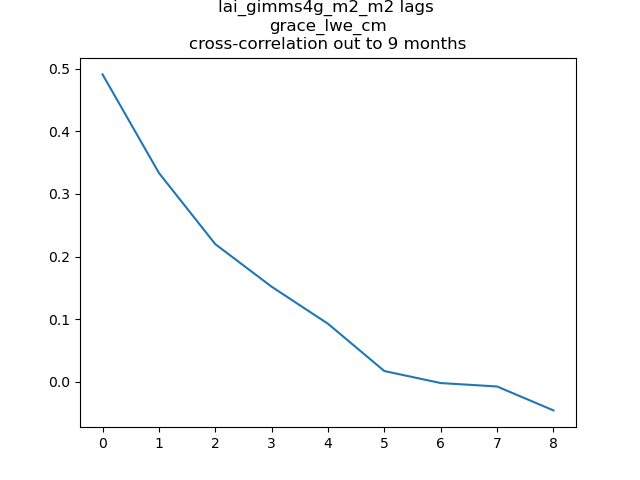 lai_gimms4g_m2_m2 lags
grace_lwe_cm
cross-correlation out to 9 months
0.5
0.4
0.3
0.2
0.1
0.0
0 1 2 3 4 5 6 7 8